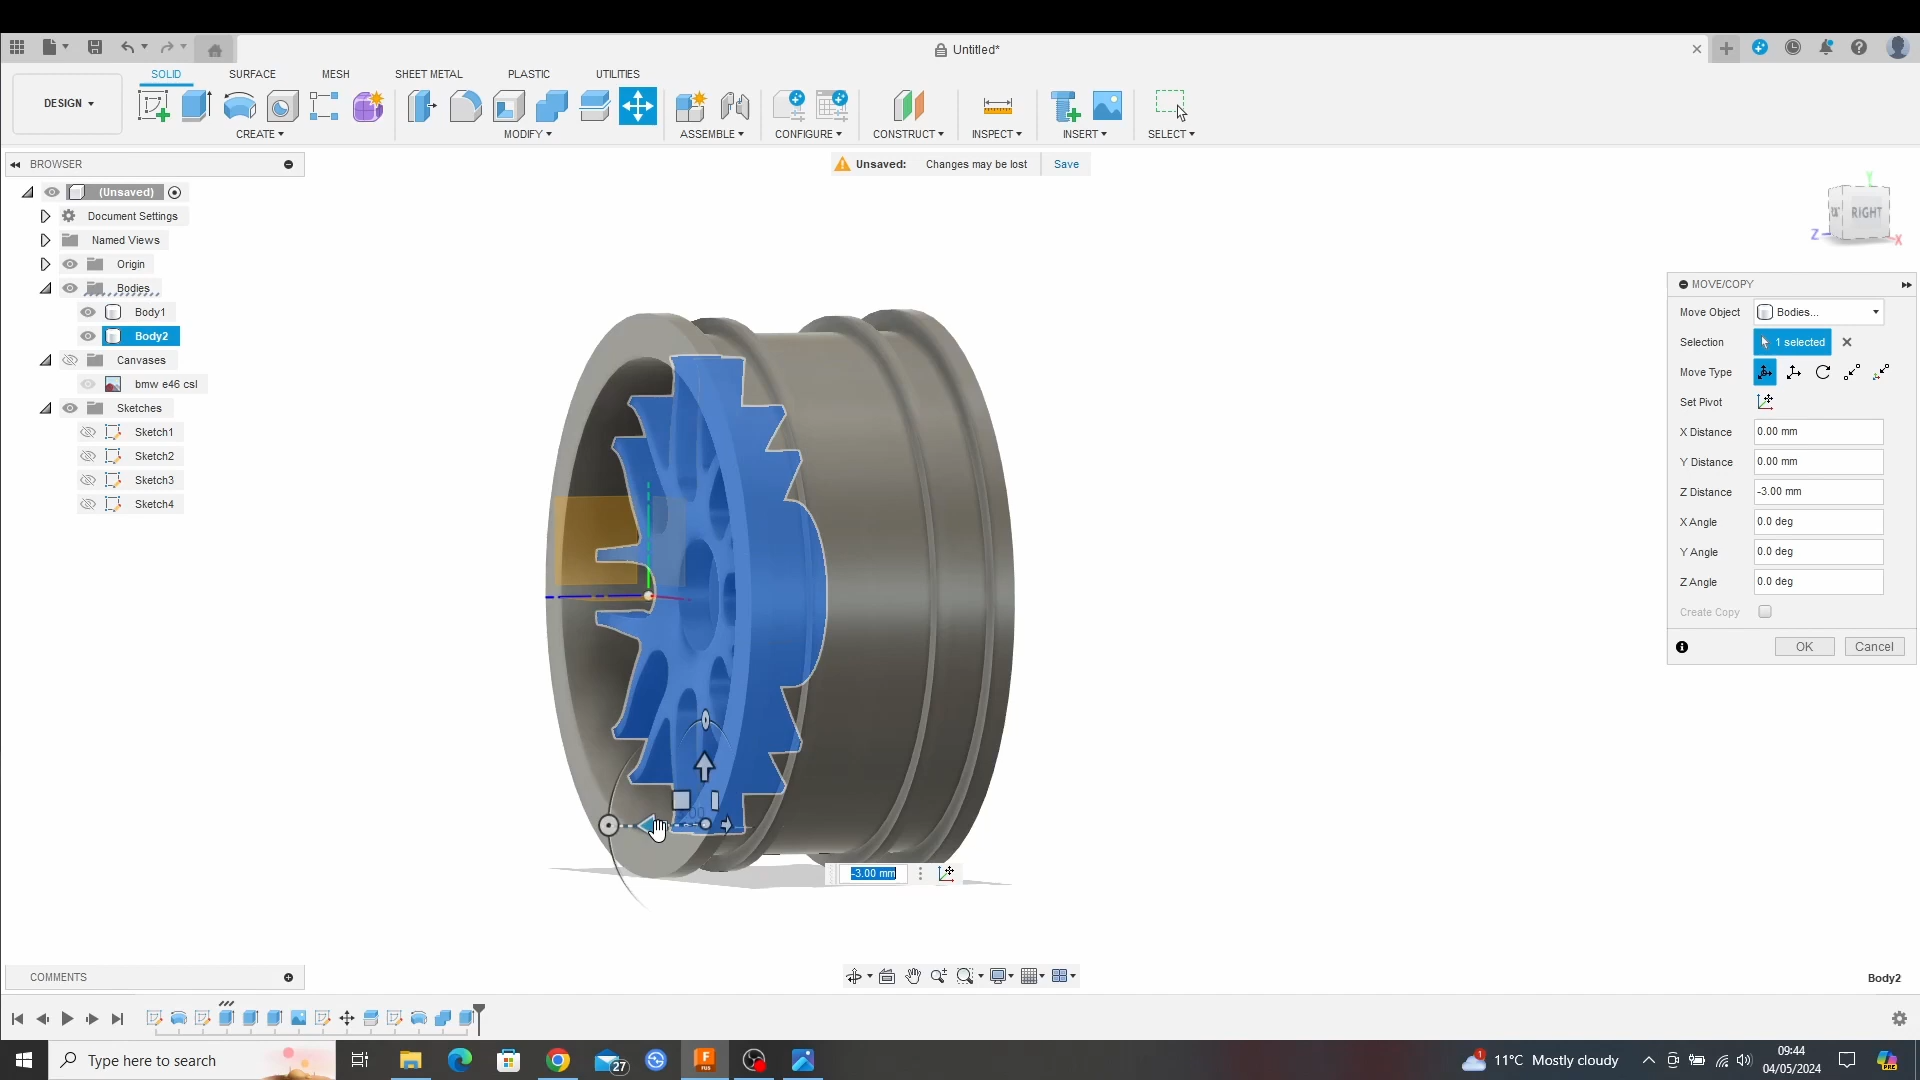 Untitled*
DESIGN
SOLID
SURFACE
MESH
SHEET METAL
PLASTIC
UTILITIES
CREATE
MODIFY
ASSEMBLE
CONFIGURE
CONSTRUCT
INSPECT
INSERT
SELECT
BROWSER
Unsaved: Changes may be lost Save
(Unsaved)
Document Settings
Named Views
Origin
Bodies
Body1
Body2
Canvases
bmw e46 csl
Sketches
Sketch1
Sketch2
Sketch3
Sketch4
Y
RIGHT
Z
X
MOVE/COPY
Move Object Bodies...
Selection 1 selected
Move Type
Set Pivot
X Distance 0.00 mm
Y Distance 0.00 mm
Z Distance -3.00 mm
X Angle 0.0 deg
Y Angle 0.0 deg
Z Angle 0.0 deg
Create Copy
OK Cancel
-3.00 mm
COMMENTS
Body2
Type here to search
27
F
FUS
1
11°C Mostly cloudy
09:44
04/05/2024
PRE